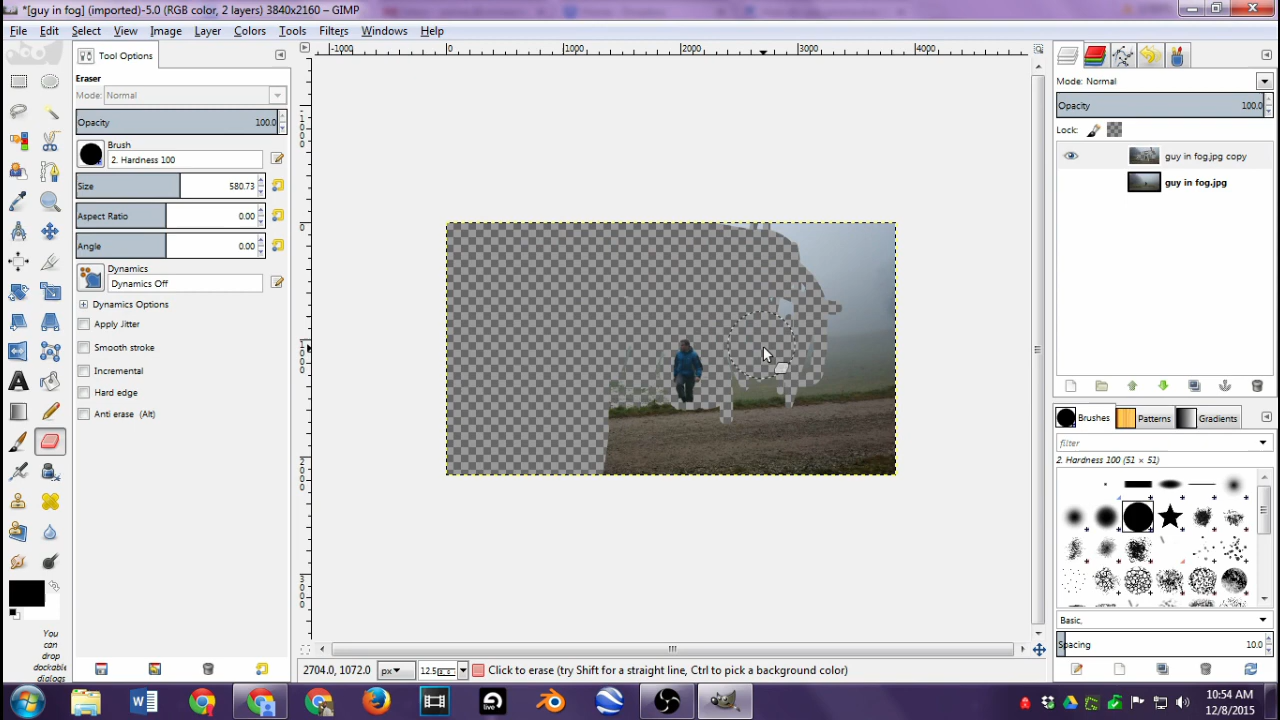 *[guy in fog] (imported)-5.0 (RGB color, 2 layers) 3840x2160 – GIMP
File Edit Select View Image Layer Colors Tools Filters Windows Help
Tool Options
Eraser
Mode: Normal
Opacity 100.0
Brush
2. Hardness 100
Size 580.73
Aspect Ratio 0.00
Angle 0.00
Dynamics
Dynamics Off
Dynamics Options
Apply Jitter
Smooth stroke
Incremental
Hard edge
Anti erase (Alt)
You
can
drop
dockable
dialogs
-1000 0 1000 2000 3000 4000
2704.0, 1072.0 px 12.5 Click to erase (try Shift for a straight line, Ctrl to pick a background color)
Mode: Normal
Opacity 100.0
Lock:
guy in fog.jpg copy
guy in fog.jpg
Brushes Patterns Gradients
filter
2. Hardness 100 (51 × 51)
Basic,
Spacing 10.0
live
10:54 AM
12/8/2015